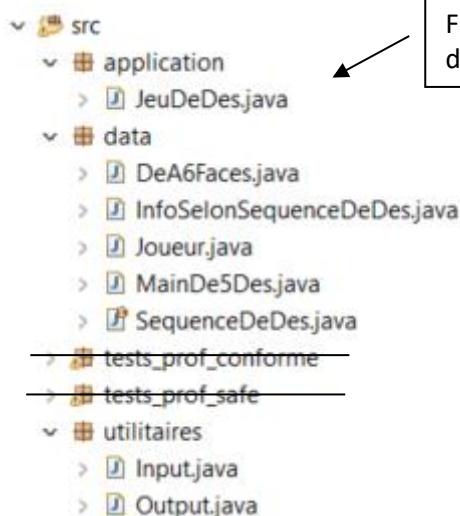 src
application
JeuDeDes.java
data
DeA6Faces.java
InfoSelonSequenceDeDes.java
Joueur.java
MainDe5Des.java
SequenceDeDes.java
tests_prof_conforme
tests_prof_safe
utilitaires
Input.java
Output.java